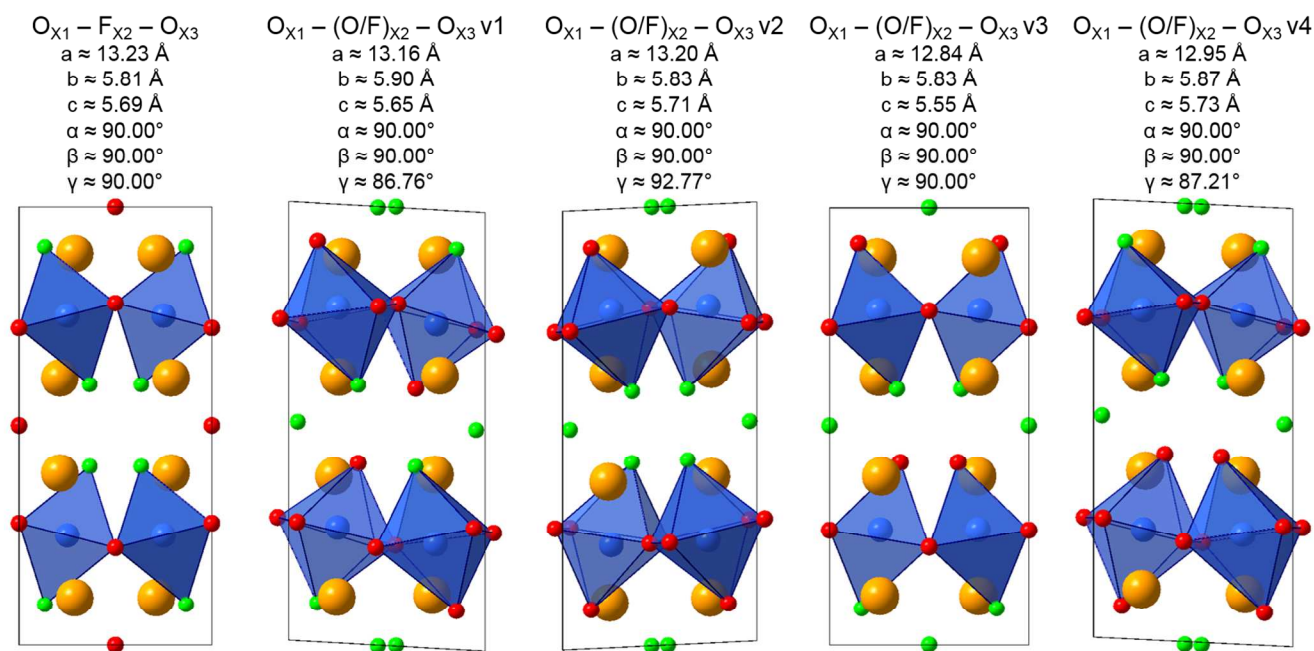 O_X1 – F_X2 – O_X3
a ≈ 13.23 Å
b ≈ 5.81 Å
c ≈ 5.69 Å
α ≈ 90.00°
β ≈ 90.00°
γ ≈ 90.00°
O_X1 – (O/F)_X2 – O_X3 v1
a ≈ 13.16 Å
b ≈ 5.90 Å
c ≈ 5.65 Å
α ≈ 90.00°
β ≈ 90.00°
γ ≈ 86.76°
O_X1 – (O/F)_X2 – O_X3 v2
a ≈ 13.20 Å
b ≈ 5.83 Å
c ≈ 5.71 Å
α ≈ 90.00°
β ≈ 90.00°
γ ≈ 92.77°
O_X1 – (O/F)_X2 – O_X3 v3
a ≈ 12.84 Å
b ≈ 5.83 Å
c ≈ 5.55 Å
α ≈ 90.00°
β ≈ 90.00°
γ ≈ 90.00°
O_X1 – (O/F)_X2 – O_X3 v4
a ≈ 12.95 Å
b ≈ 5.87 Å
c ≈ 5.73 Å
α ≈ 90.00°
β ≈ 90.00°
γ ≈ 87.21°